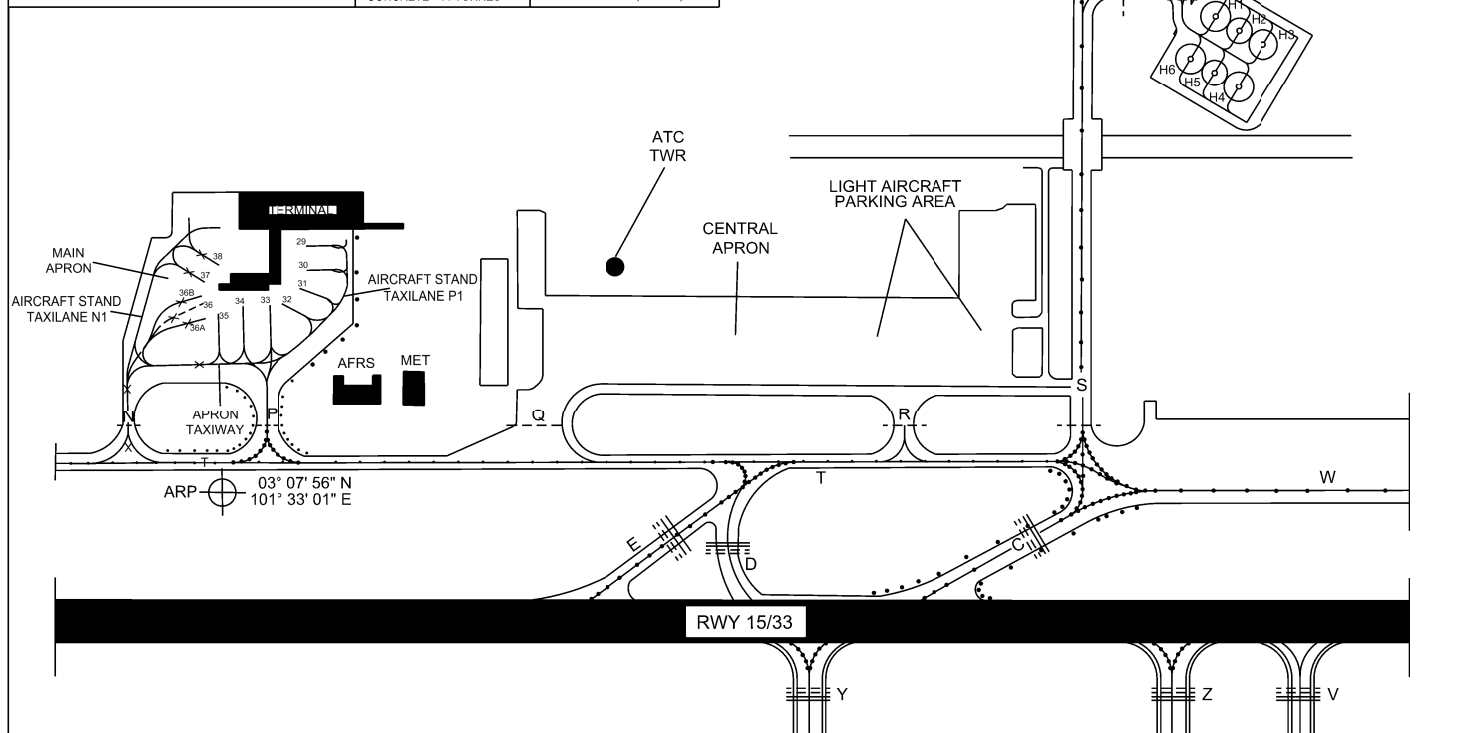 H1
H2
H3
H6
H5
H4
ATC
TWR
LIGHT AIRCRAFT
PARKING AREA
TERMINAL
CENTRAL
APRON
MAIN
APRON
29
38
30
37
31
AIRCRAFT STAND
TAXILANE P1
36B
36
34
33
32
AIRCRAFT STAND
TAXILANE N1
35
36A
AFRS
MET
S
N
APRON
TAXIWAY
P
Q
R
T
T
W
ARP
03° 07' 56" N
101° 33' 01" E
E
D
C
RWY 15/33
Y
Z
V